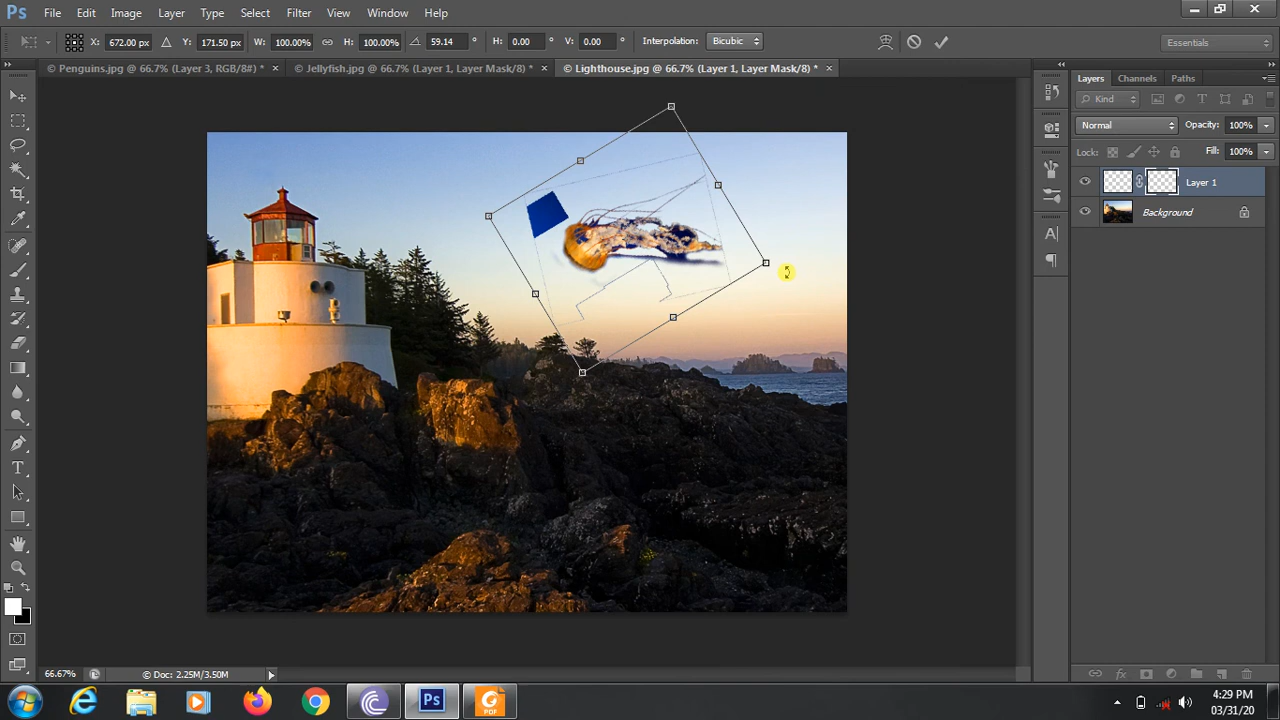 Ps File Edit Image Layer Type Select Filter View Window Help
X: 672.00 px Y: 171.50 px W: 100.00% H: 100.00% 59.14 ° H: 0.00 ° V: 0.00 ° Interpolation: Bicubic Essentials
© Penguins.jpg @ 66.7% (Layer 3, RGB/8#) * × © Jellyfish.jpg @ 66.7% (Layer 1, Layer Mask/8) * × © Lighthouse.jpg @ 66.7% (Layer 1, Layer Mask/8) * ×
Layers Channels Paths
Kind
Normal Opacity: 100%
Lock: Fill: 100%
Layer 1
Background
66.67% © Doc: 2.25M/3.50M
Ps PDF 4:29 PM
03/31/20